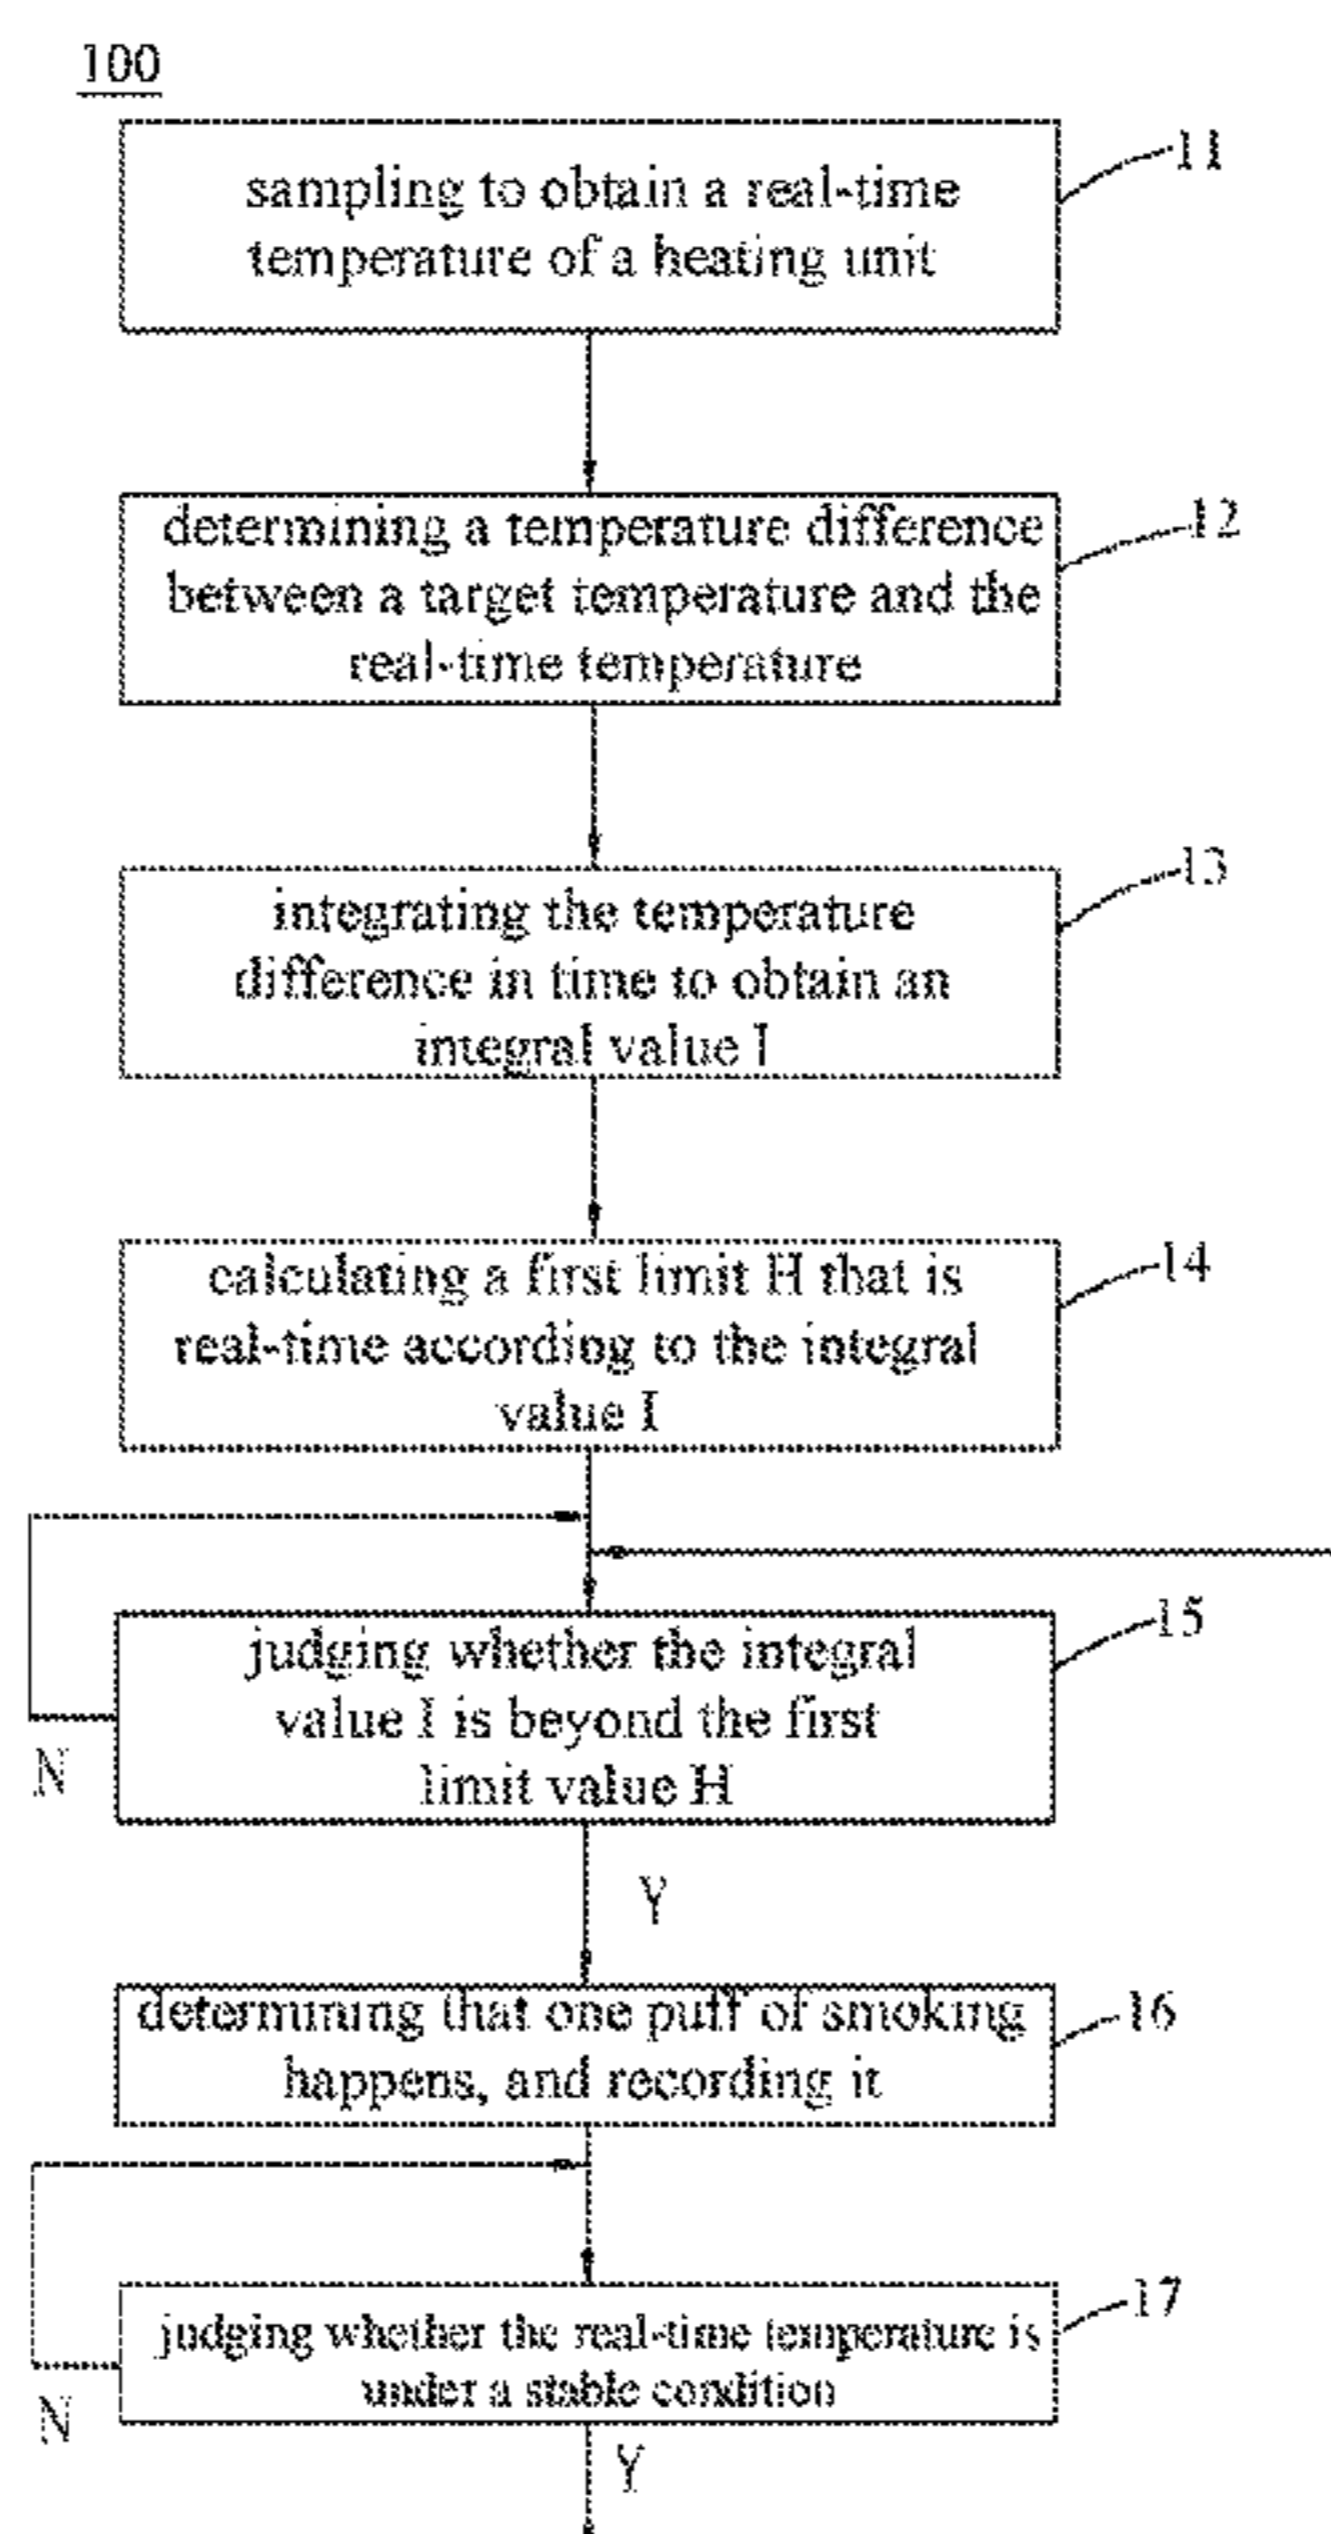 100
sampling to obtain a real-time
temperature of a heating unit
11
determining a temperature difference
between a target temperature and the
real-time temperature
12
integrating the temperature
difference in time to obtain an
integral value I
13
calculating a first limit H that is
real-time according to the integral
value I
14
judging whether the integral
value I is beyond the first
limit value H
15
N
Y
determining that one puff of smoking
happens, and recording it
16
judging whether the real-time temperature is
under a stable condition
17
N
Y